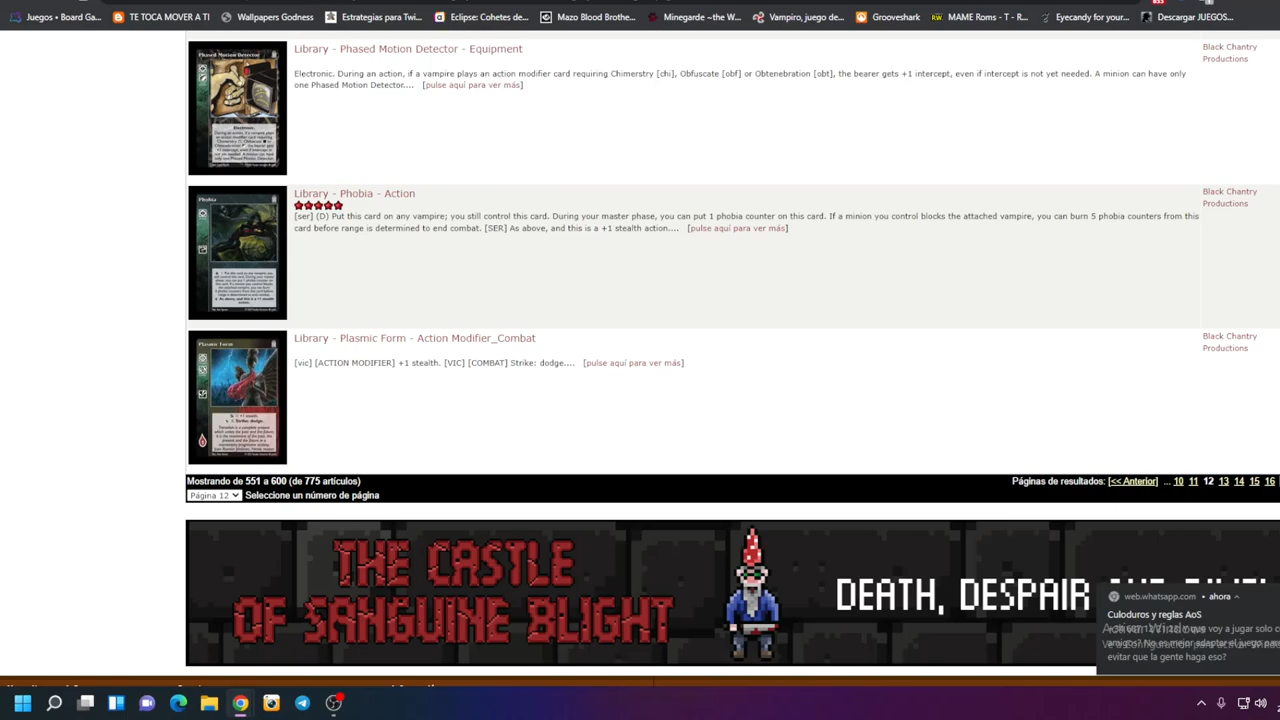 Juegos + Board
TE TOCA MOVER A TI
Wallpapers Godness
Estrategias para Twi...
Eclipse: Cohetes de...
Mazo Blood Brother...
Minegarde ∞ the W...
Vampiro, juego de...
Grooveshark
MAME Roms - T - R...
Eyecandy for your...
Descargar JUEGOS...
Phased Motion Detector
Library - Phased Motion Detector - Equipment
Electronic. During an action, if a vampire plays an action modifier card requiring Chimerstry [chi], Obfuscate [obf] or Obtenebration [obt], the bearer gets +1 intercept, even if intercept is not yet needed. A minion can have only
one Phased Motion Detector.... [pulse aquí para ver más]
Black Chantry
Productions
Phobia
Library - Phobia - Action
[ser] (D) Put this card on any vampire; you still control this card. During your master phase, you can put 1 phobia counter on this card. If a minion you control blocks the attached vampire, you can burn 5 phobia counters from this
card before range is determined to end combat. [SER] As above, and this is a +1 stealth action.... [pulse aquí para ver más]
Black Chantry
Productions
Plasmic Form
Library - Plasmic Form - Action Modifier_Combat
[vic] [ACTION MODIFIER] +1 stealth. [VIC] [COMBAT] Strike: dodge.... [pulse aquí para ver más]
Black Chantry
Productions
Mostrando de 551 a 600 (de 775 artículos)
Páginas de resultados: [<< Anterior] ... 10 11 12 13 14 15 16
Página 12 Seleccione un número de página
THE CASTLE
OF SANGUINE BLIGHT
DEATH, DESPAIR
web.whatsapp.com • ahora
Culoduros y reglas AoS